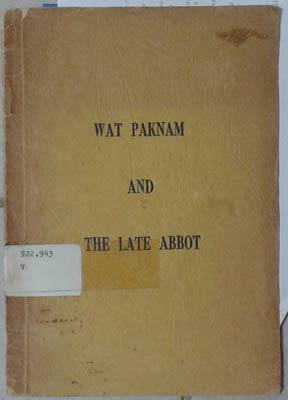 WAT PAKNAM
AND
THE LATE ABBOT
922.943
V